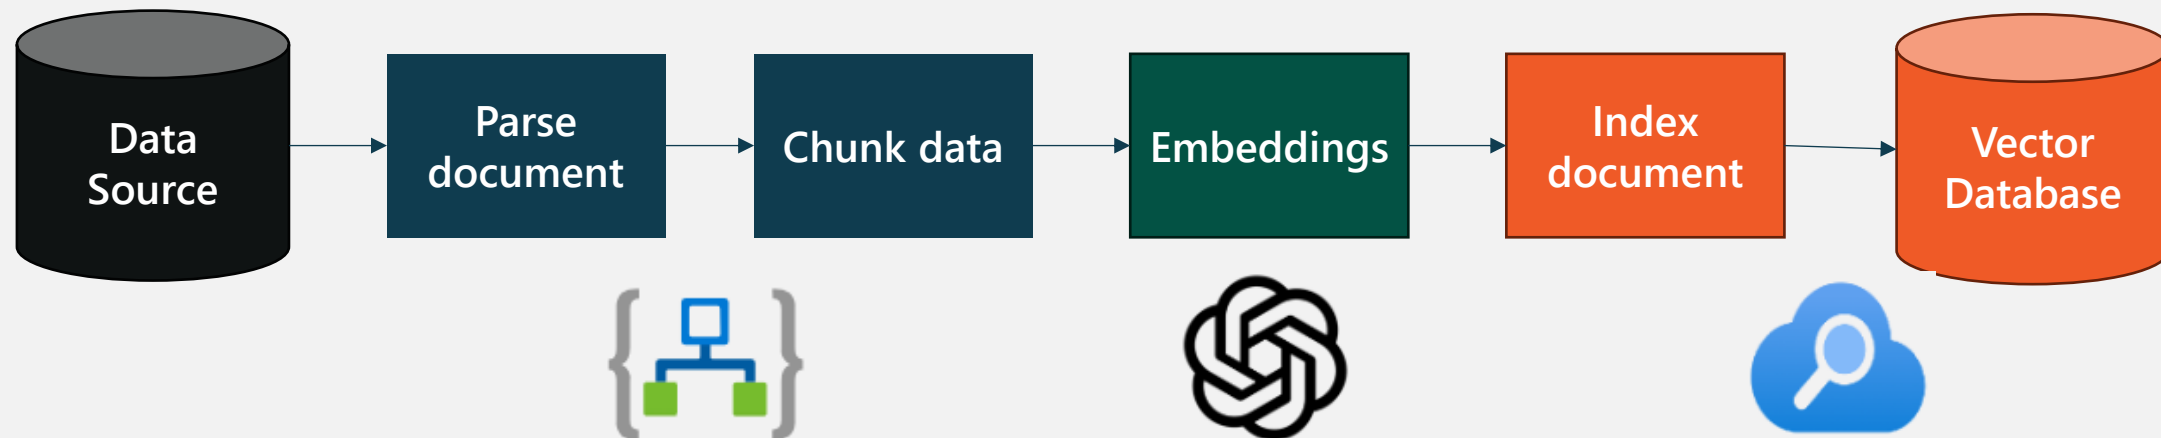 Data
Source
Parse
document
Chunk data
Embeddings
Index
document
Vector
Database